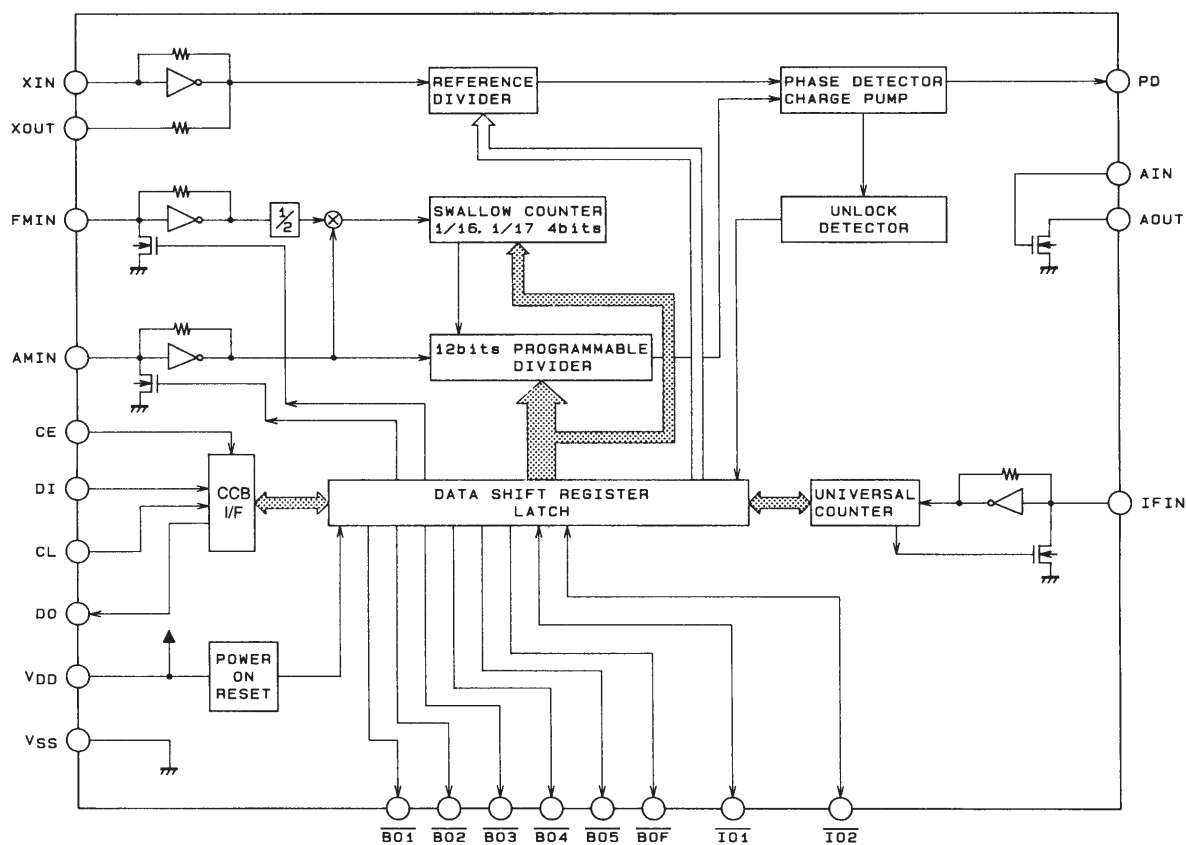 XIN
REFERENCE
DIVIDER
PHASE DETECTOR
CHARGE PUMP
PD
XOUT
AIN
FMIN
1/2
SWALLOW COUNTER
1/16, 1/17 4bits
UNLOCK
DETECTOR
AOUT
AMIN
12bits PROGRAMMABLE
DIVIDER
CE
DI
CCB
I/F
DATA SHIFT REGISTER
LATCH
UNIVERSAL
COUNTER
IFIN
CL
DO
VDD
POWER
ON
RESET
VSS
BO1 BO2 BO3 BO4 BO5 BOF IO1 IO2